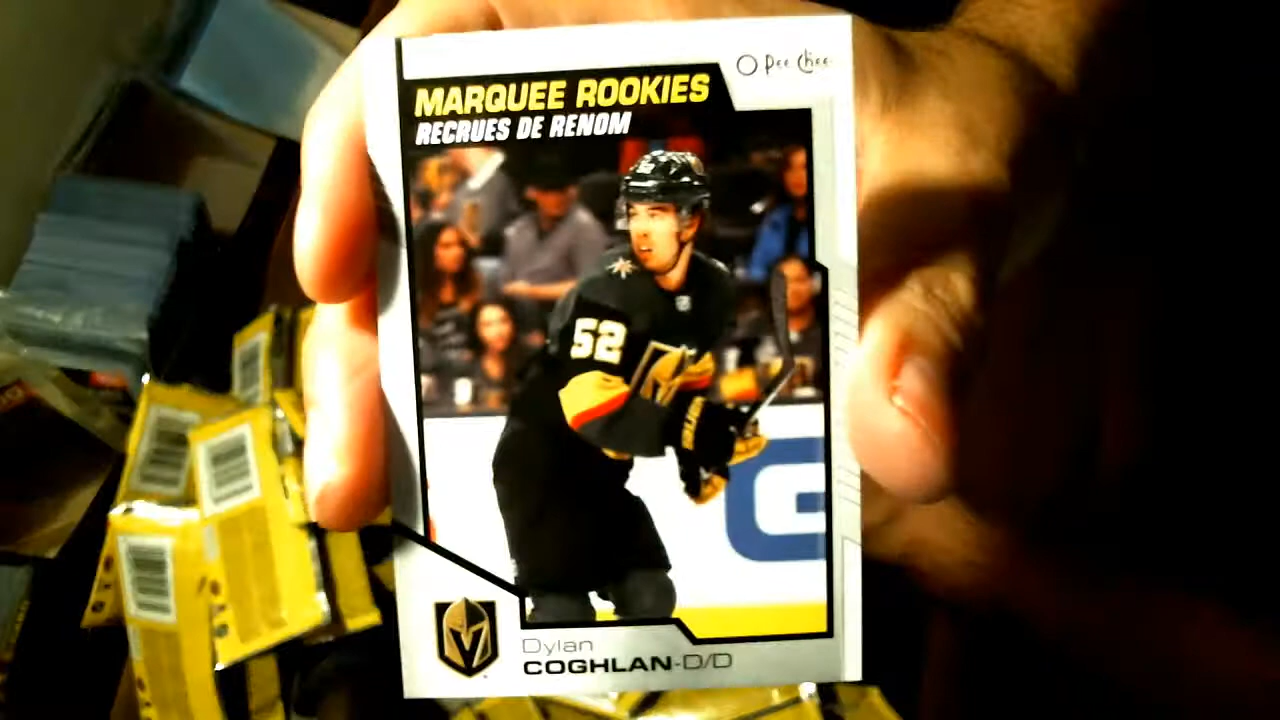 O Pee Chee
MARQUEE ROOKIES
RECRUES DE RENOM
52
G
Dylan
COGHLAN-D/D